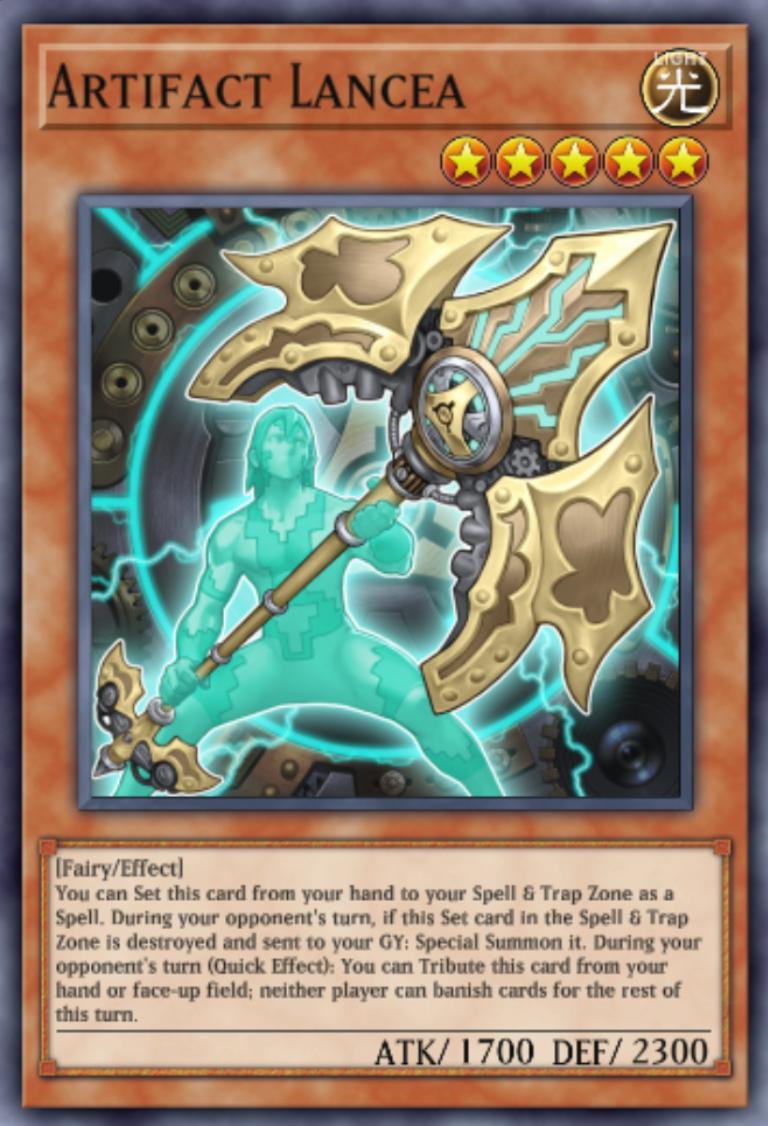 Artifact Lancea
LIGHT
光
[Fairy/Effect]
You can Set this card from your hand to your Spell & Trap Zone as a
Spell. During your opponent's turn, if this Set card in the Spell & Trap
Zone is destroyed and sent to your GY: Special Summon it. During your
opponent's turn (Quick Effect): You can Tribute this card from your
hand or face-up field; neither player can banish cards for the rest of
this turn.
ATK/ 1700 DEF/ 2300